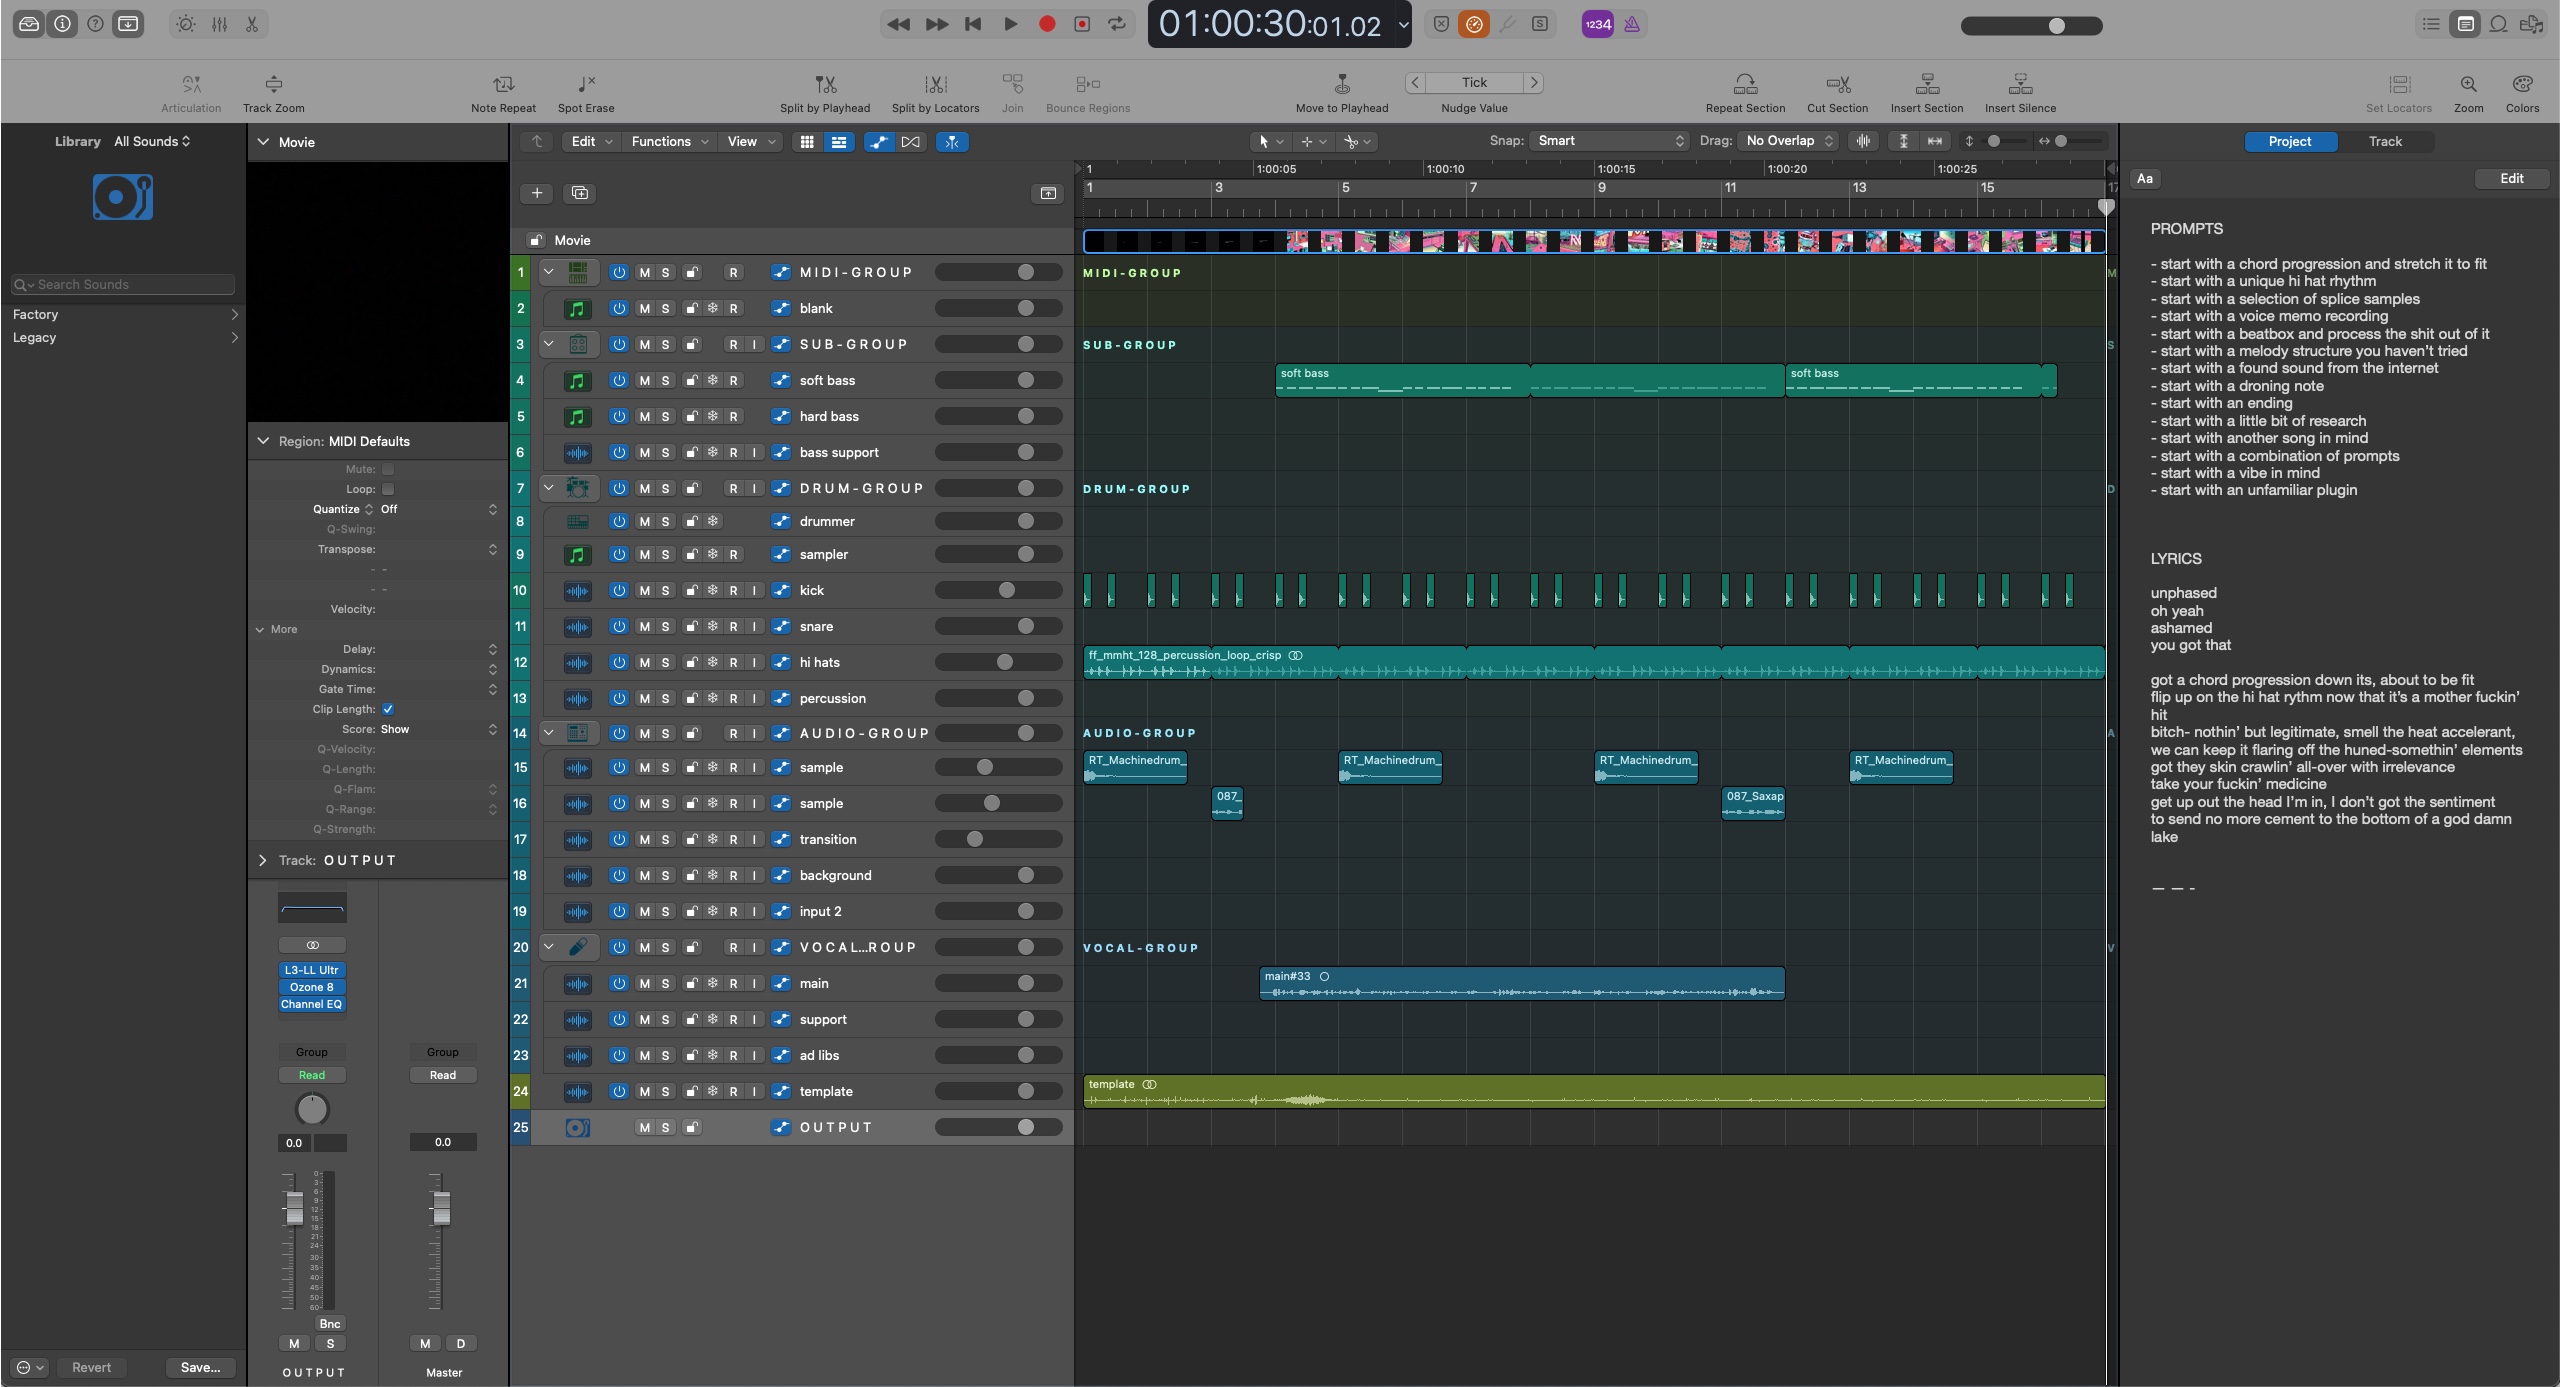 01:00:30:01.02
1234
Articulation Track Zoom Note Repeat Spot Erase Split by Playhead Split by Locators Join Bounce Regions Move to Playhead Tick Nudge Value Repeat Section Cut Section Insert Section Insert Silence Set Locators Zoom Colors
Library All Sounds
Search Sounds
Factory
Legacy
Revert Save...
Movie
Region: MIDI Defaults
Mute:
Loop:
Quantize Off
Q-Swing:
Transpose:
- -
- -
Velocity:
More
Delay:
Dynamics:
Gate Time:
Clip Length:
Score: Show
Q-Velocity:
Q-Length:
Q-Flam:
Q-Range:
Q-Strength:
Track: OUTPUT
L3-LL Ultr
Ozone 8
Channel EQ
Group Group
Read Read
0.0 0.0
0
3
6
9
12
15
18
21
24
30
35
40
45
50
60
Bnc
M S M D
OUTPUT Master
Edit Functions View Snap: Smart Drag: No Overlap
1 1:00:05 1:00:10 1:00:15 1:00:20 1:00:25
1 3 5 7 9 11 13 15 17
Movie
1 M S R MIDI-GROUP MIDI-GROUP M
2 M S R blank
3 M S R I SUB-GROUP SUB-GROUP S
4 M S R soft bass soft bass soft bass
5 M S R hard bass
6 M S R I bass support
7 M S R I DRUM-GROUP DRUM-GROUP D
8 M S drummer
9 M S R sampler
10 M S R I kick
11 M S R I snare
12 M S R I hi hats ff_mmht_128_percussion_loop_crisp
13 M S R I percussion
14 M S R I AUDIO-GROUP AUDIO-GROUP A
15 M S R I sample RT_Machinedrum_ RT_Machinedrum_ RT_Machinedrum_ RT_Machinedrum_
16 M S R I sample 087_ 087_Saxap
17 M S R I transition
18 M S R I background
19 M S R I input 2
20 M S R I VOCAL...ROUP VOCAL-GROUP V
21 M S R I main main#33
22 M S R I support
23 M S R I ad libs
24 M S R I template template
25 M S OUTPUT
Project Track
Aa Edit
PROMPTS
- start with a chord progression and stretch it to fit
- start with a unique hi hat rhythm
- start with a selection of splice samples
- start with a voice memo recording
- start with a beatbox and process the shit out of it
- start with a melody structure you haven't tried
- start with a found sound from the internet
- start with a droning note
- start with an ending
- start with a little bit of research
- start with another song in mind
- start with a combination of prompts
- start with a vibe in mind
- start with an unfamiliar plugin
LYRICS
unphased
oh yeah
ashamed
you got that
got a chord progression down its, about to be fit
flip up on the hi hat rythm now that it's a mother fuckin'
hit
bitch- nothin' but legitimate, smell the heat accelerant,
we can keep it flaring off the huned-somethin' elements
got they skin crawlin' all-over with irrelevance
take your fuckin' medicine
get up out the head I'm in, I don't got the sentiment
to send no more cement to the bottom of a god damn
lake
— — -